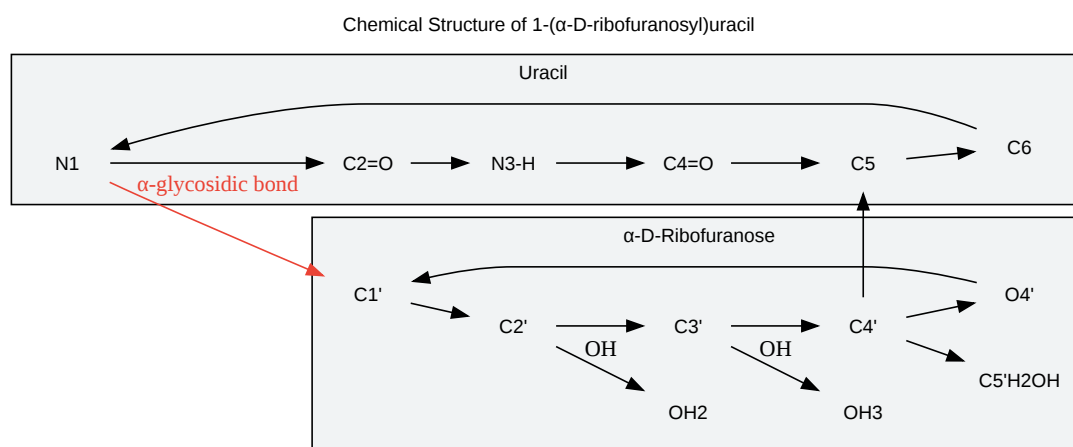 Chemical Structure of 1-(α-D-ribofuranosyl)uracil
Uracil
N1
C2=O
N3-H
C4=O
C5
C6
α-glycosidic bond
α-D-Ribofuranose
C1'
C2'
C3'
C4'
O4'
OH
OH
C5'H2OH
OH2
OH3